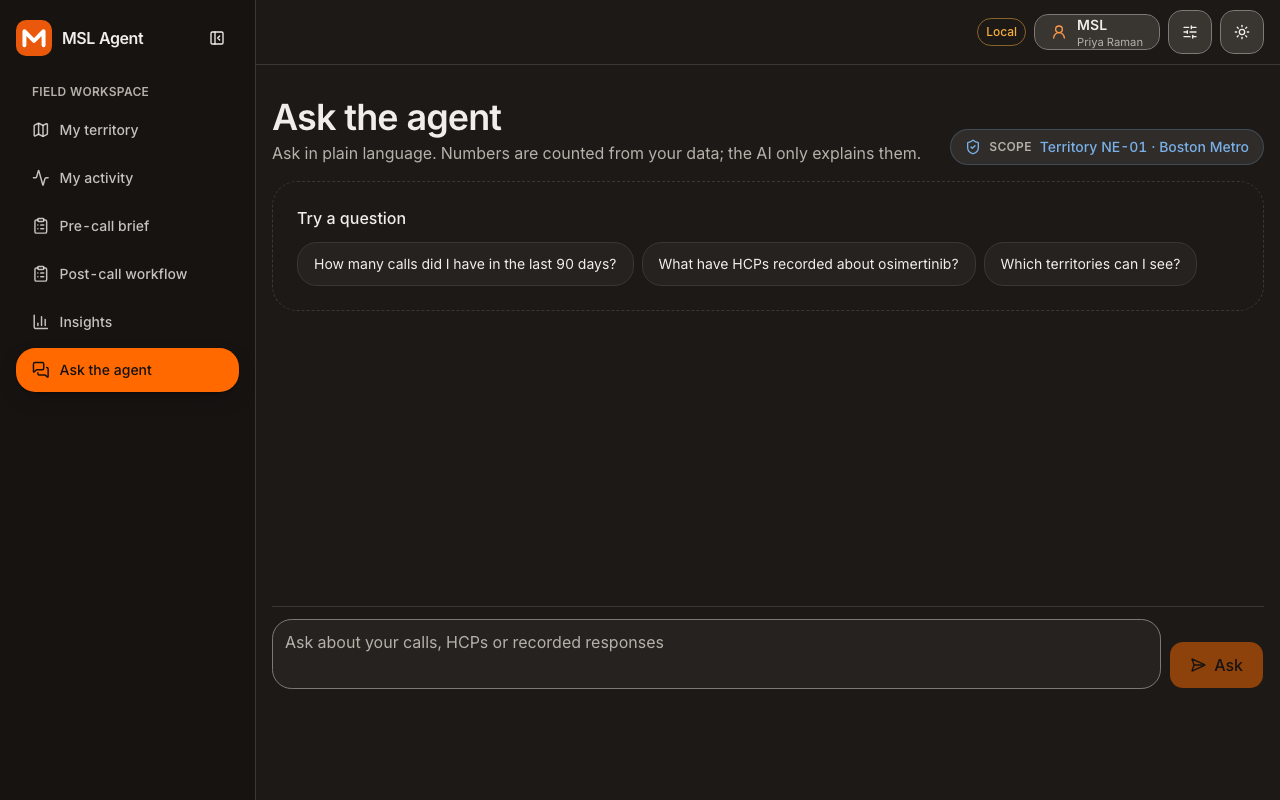 MSL Agent
FIELD WORKSPACE
My territory
My activity
Pre-call brief
Post-call workflow
Insights
Ask the agent
Local
MSL
Priya Raman
Ask the agent
Ask in plain language. Numbers are counted from your data; the AI only explains them.
SCOPE Territory NE-01 · Boston Metro
Try a question
How many calls did I have in the last 90 days?
What have HCPs recorded about osimertinib?
Which territories can I see?
Ask about your calls, HCPs or recorded responses
Ask